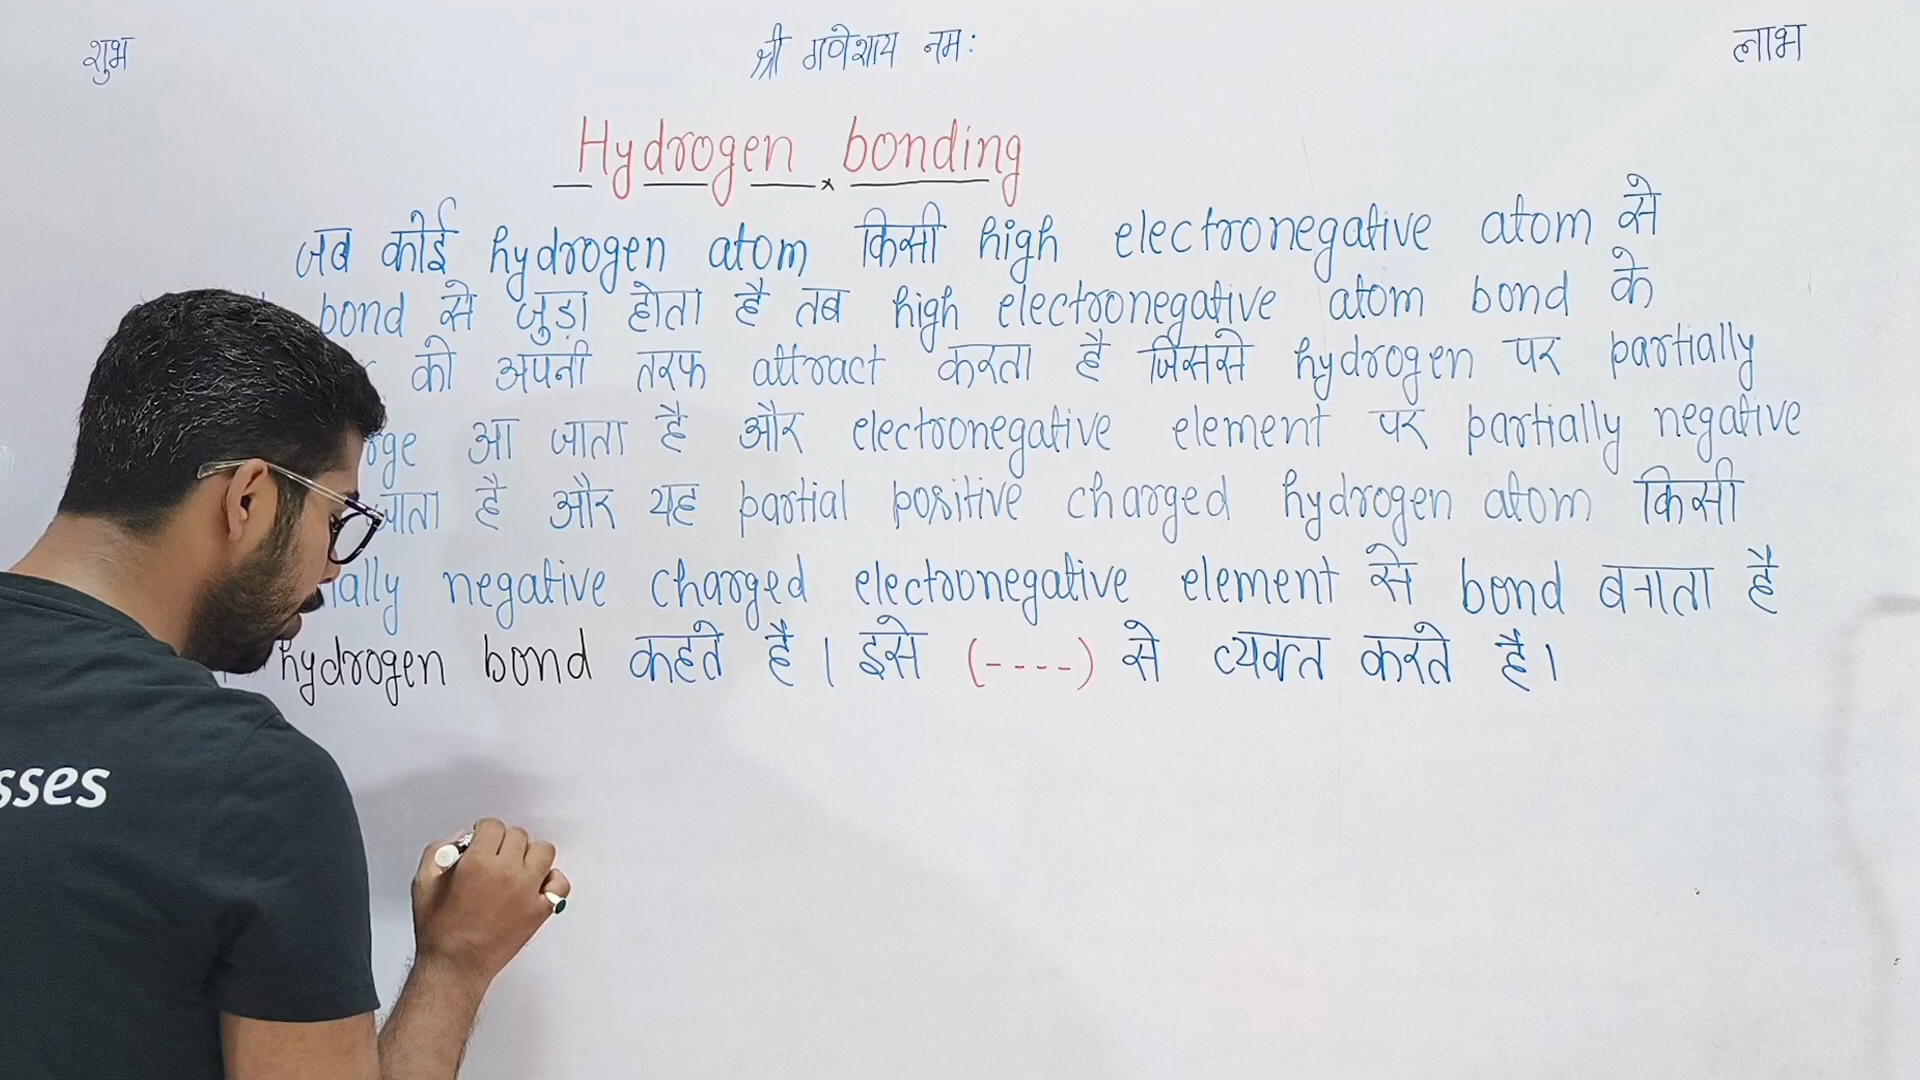 शुभ श्री गणेशाय नमः लाभ
Hydrogen bonding
जब कोई hydrogen atom किसी high electronegative atom से
bond से जुड़ा होता है तब high electronegative atom bond के
को अपनी तरफ attract करता है जिससे hydrogen पर partially
rge आ जाता है और electronegative element पर partially negative
जाता है और यह partial positive charged hydrogen atom किसी
ially negative charged electronegative element से bond बनाता है
hydrogen bond कहते है। इसे (----) से व्यक्त करते है।
sses